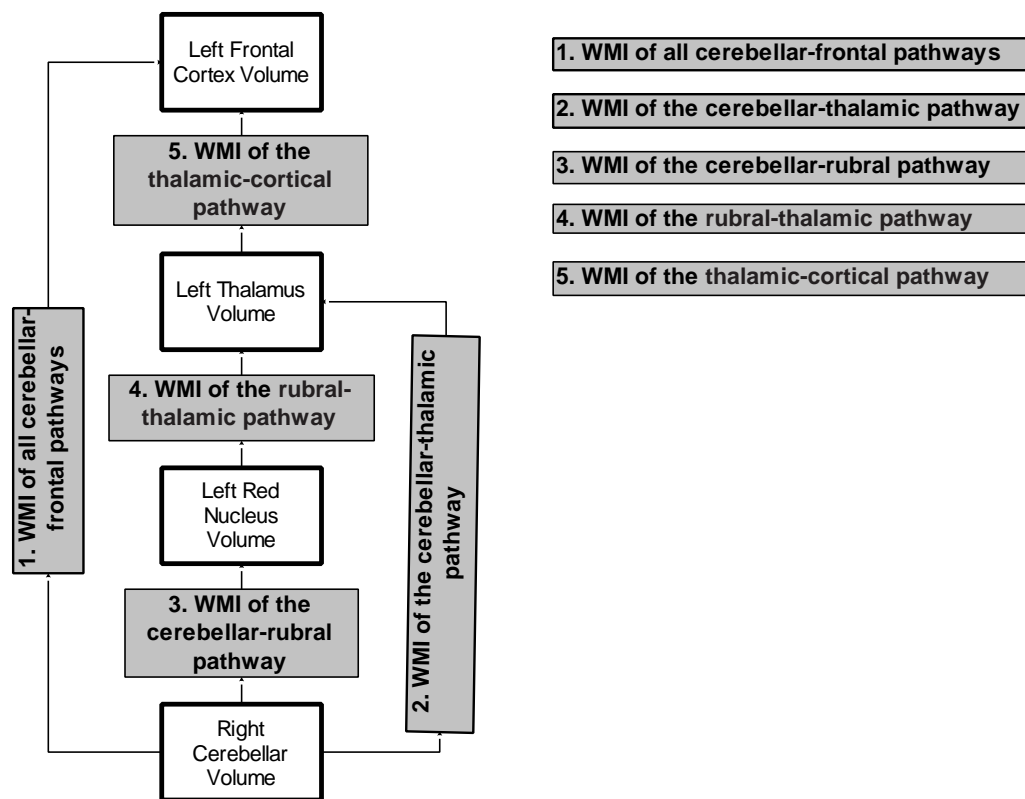 Left Frontal
Cortex Volume
5. WMI of the
thalamic-cortical
pathway
Left Thalamus
Volume
4. WMI of the rubral-
thalamic pathway
Left Red
Nucleus
Volume
3. WMI of the
cerebellar-rubral
pathway
Right
Cerebellar
Volume
1. WMI of all cerebellar-
frontal pathways
2. WMI of the cerebellar-thalamic
pathway
1. WMI of all cerebellar-frontal pathways
2. WMI of the cerebellar-thalamic pathway
3. WMI of the cerebellar-rubral pathway
4. WMI of the rubral-thalamic pathway
5. WMI of the thalamic-cortical pathway